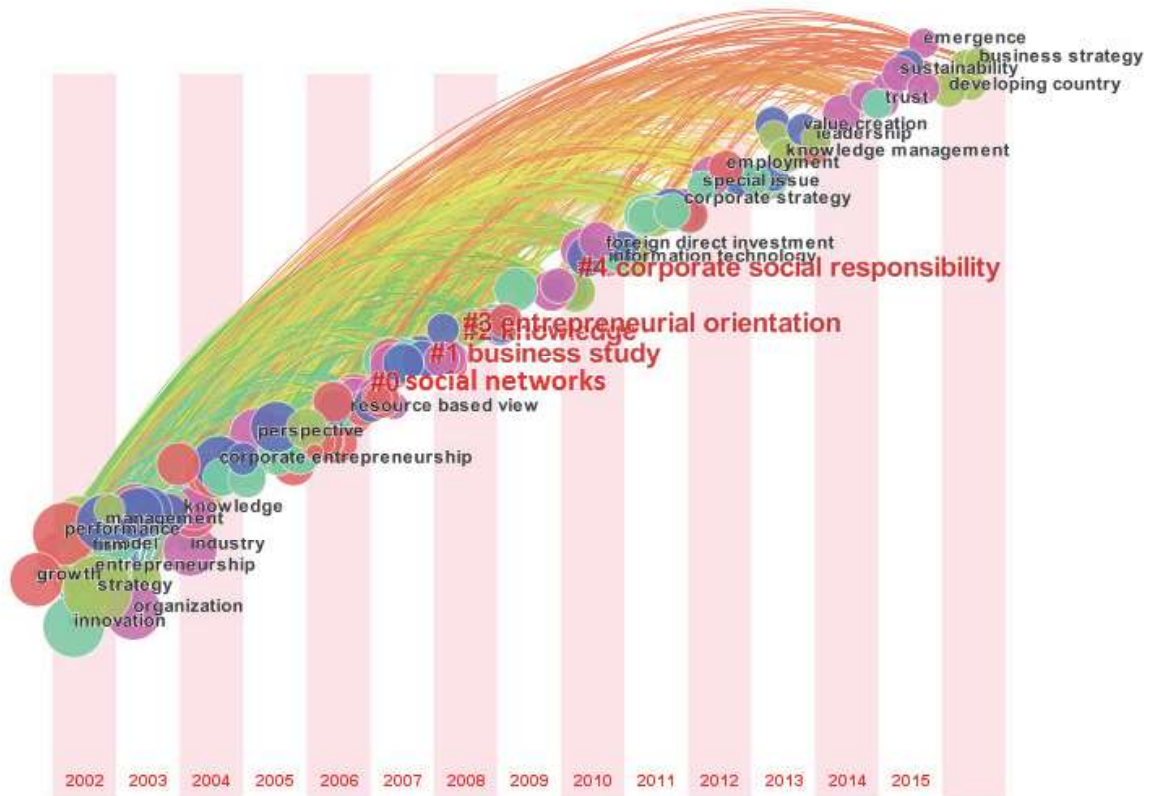 emergence
business strategy
sustainability
developing country
trust
value creation
leadership
knowledge management
employment
special issue
corporate strategy
foreign direct investment
information technology
#4 corporate social responsibility
#3 entrepreneurial orientation
#2 knowledge
#1 business study
#0 social networks
resource based view
perspective
corporate entrepreneurship
knowledge
management
performance
firm model
industry
entrepreneurship
growth
strategy
organization
innovation
2002 2003 2004 2005 2006 2007 2008 2009 2010 2011 2012 2013 2014 2015